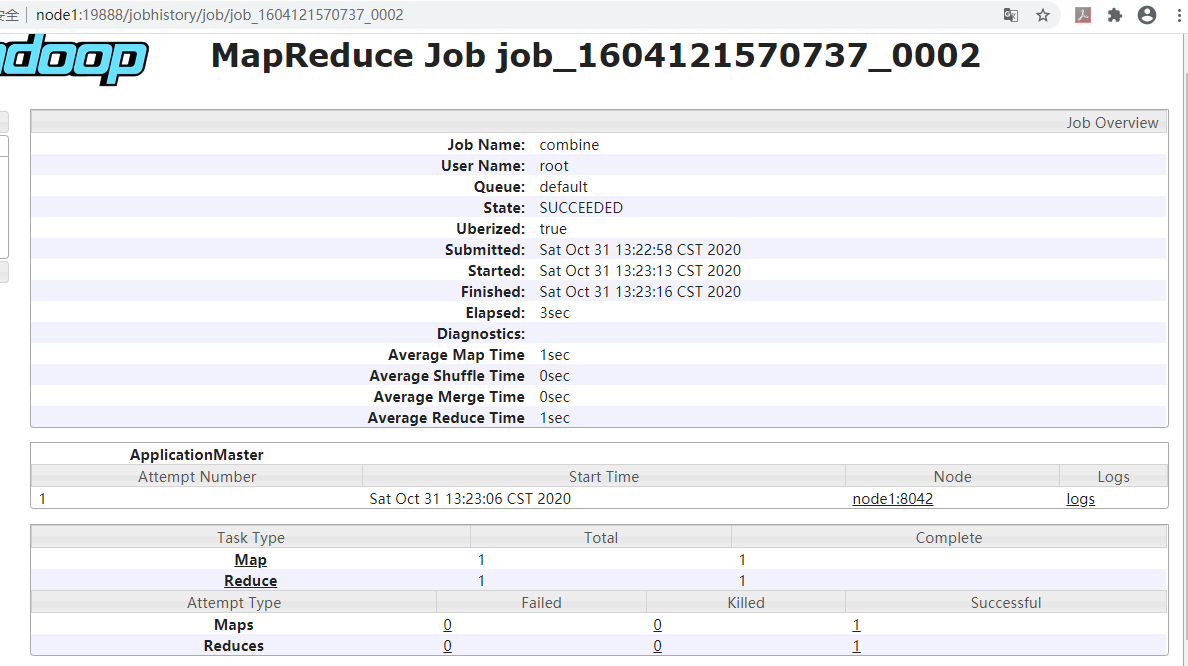 安全 node1:19888/jobhistory/job/job_1604121570737_0002
adoop
MapReduce Job job_1604121570737_0002
Job Overview
Job Name: combine
User Name: root
Queue: default
State: SUCCEEDED
Uberized: true
Submitted: Sat Oct 31 13:22:58 CST 2020
Started: Sat Oct 31 13:23:13 CST 2020
Finished: Sat Oct 31 13:23:16 CST 2020
Elapsed: 3sec
Diagnostics:
Average Map Time 1sec
Average Shuffle Time 0sec
Average Merge Time 0sec
Average Reduce Time 1sec
ApplicationMaster
Attempt Number Start Time Node Logs
1 Sat Oct 31 13:23:06 CST 2020 node1:8042 logs
Task Type Total Complete
Map 1 1
Reduce 1 1
Attempt Type Failed Killed Successful
Maps 0 0 1
Reduces 0 0 1